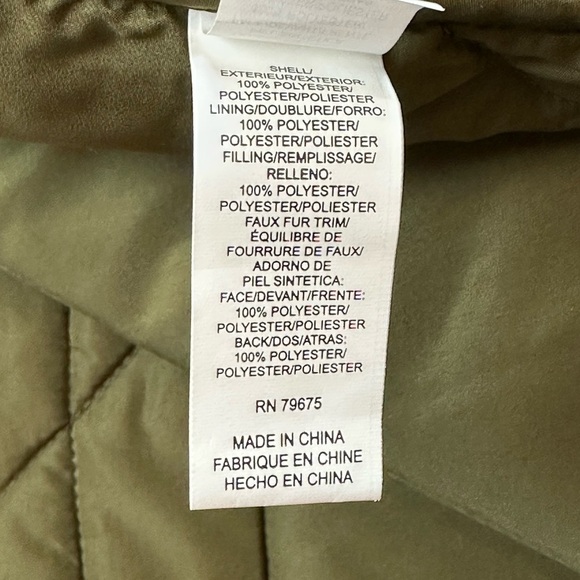 SHELL/
EXTERIEUR/EXTERIOR:
100% POLYESTER/
POLYESTER/POLIESTER
LINING/DOUBLURE/FORRO:
100% POLYESTER/
POLYESTER/POLIESTER
FILLING/REMPLISSAGE/
RELLENO:
100% POLYESTER/
POLYESTER/POLIESTER
FAUX FUR TRIM/
ÉQUILIBRE DE
FOURRURE DE FAUX/
ADORNO DE
PIEL SINTETICA:
FACE/DEVANT/FRENTE:
100% POLYESTER/
POLYESTER/POLIESTER
BACK/DOS/ATRAS:
100% POLYESTER/
POLYESTER/POLIESTER
RN 79675
MADE IN CHINA
FABRIQUE EN CHINE
HECHO EN CHINA